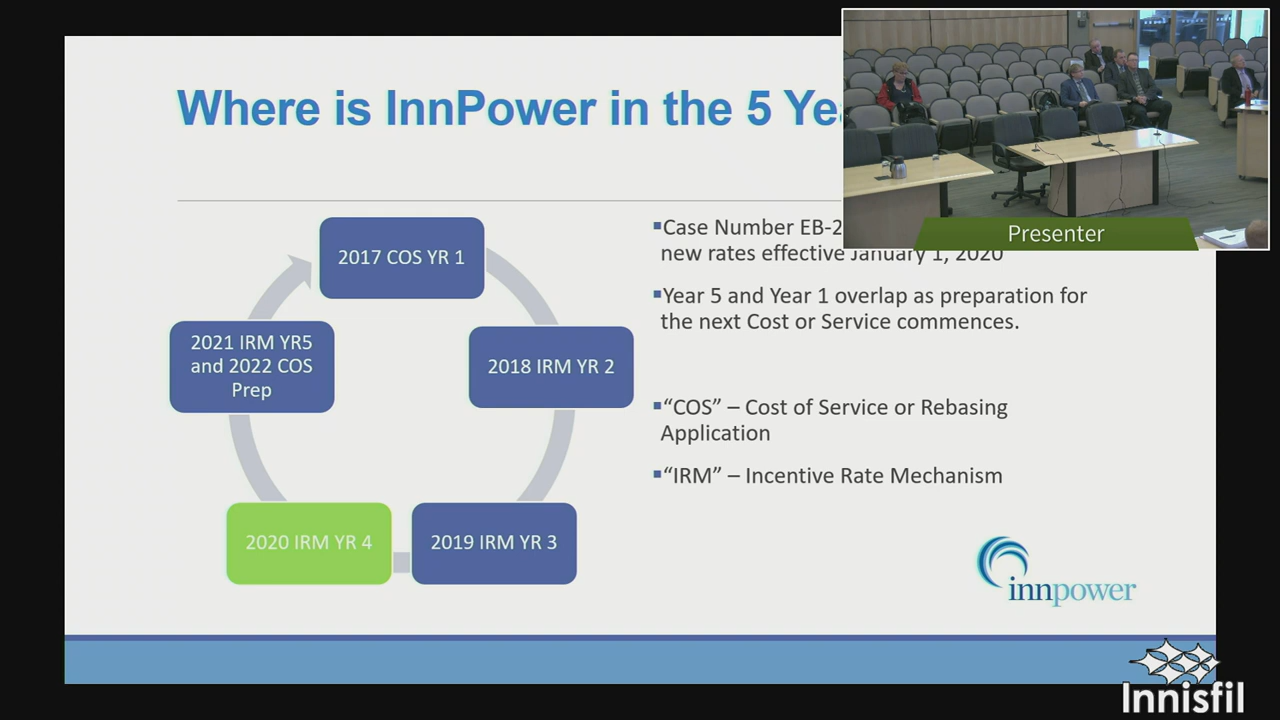 Where is InnPower in the 5 Ye
2017 COS YR 1
2018 IRM YR 2
2019 IRM YR 3
2020 IRM YR 4
2021 IRM YR5
and 2022 COS
Prep
▪Case Number EB-2
new rates effective January 1, 2020
▪Year 5 and Year 1 overlap as preparation for
the next Cost or Service commences.
▪“COS” – Cost of Service or Rebasing
Application
▪“IRM” – Incentive Rate Mechanism
innpower
Presenter
Innisfil